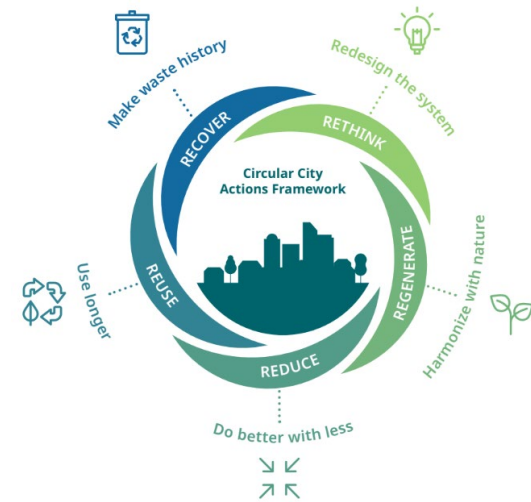 Make waste history
Redesign the system
RECOVER
RETHINK
Circular City
Actions Framework
REUSE
REGENERATE
Use longer
Harmonize with nature
REDUCE
Do better with less